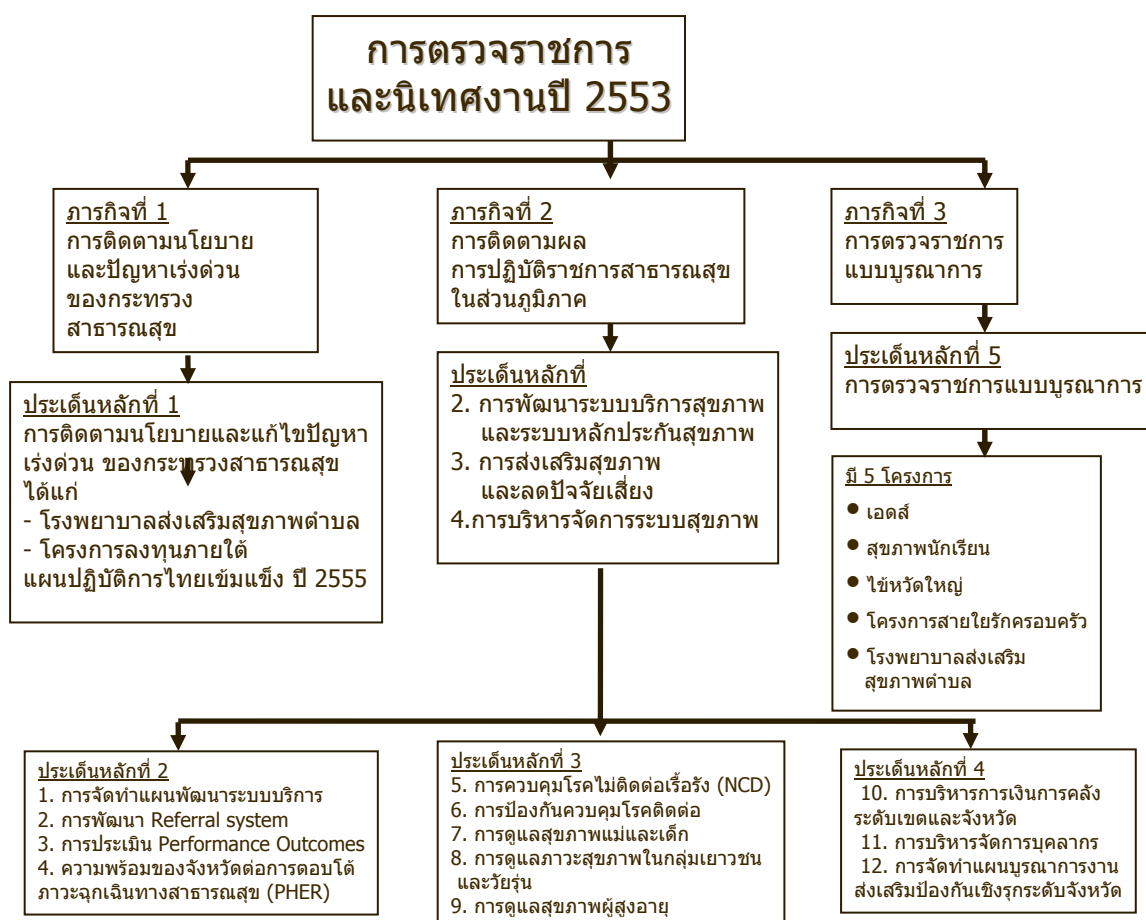 การตรวจราชการ
และนิเทศงานปี 2553
ภารกิจที่ 1
การติดตามนโยบาย
และปัญหาเร่งด่วน
ของกระทรวง
สาธารณสุข
ภารกิจที่ 2
การติดตามผล
การปฏิบัติราชการสาธารณสุข
ในส่วนภูมิภาค
ภารกิจที่ 3
การตรวจราชการ
แบบบูรณาการ
ประเด็นหลักที่ 1
การติดตามนโยบายและแก้ไขปัญหา
เร่งด่วน ของกระทรวงสาธารณสุข
ได้แก่
- โรงพยาบาลส่งเสริมสุขภาพตำบล
- โครงการลงทุนภายใต้
แผนปฏิบัติการไทยเข้มแข็ง ปี 2555
ประเด็นหลักที่
2. การพัฒนาระบบบริการสุขภาพ
และระบบหลักประกันสุขภาพ
3. การส่งเสริมสุขภาพ
และลดปัจจัยเสี่ยง
4.การบริหารจัดการระบบสุขภาพ
ประเด็นหลักที่ 5
การตรวจราชการแบบบูรณาการ
มี 5 โครงการ
● เอดส์
● สุขภาพนักเรียน
● ไข้หวัดใหญ่
● โครงการสายใยรักครอบครัว
● โรงพยาบาลส่งเสริม
สุขภาพตำบล
ประเด็นหลักที่ 2
1. การจัดทำแผนพัฒนาระบบบริการ
2. การพัฒนา Referral system
3. การประเมิน Performance Outcomes
4. ความพร้อมของจังหวัดต่อการตอบโต้
ภาวะฉุกเฉินทางสาธารณสุข (PHER)
ประเด็นหลักที่ 3
5. การควบคุมโรคไม่ติดต่อเรื้อรัง (NCD)
6. การป้องกันควบคุมโรคติดต่อ
7. การดูแลสุขภาพแม่และเด็ก
8. การดูแลภาวะสุขภาพในกลุ่มเยาวชน
และวัยรุ่น
9. การดูแลสุขภาพผู้สูงอายุ
ประเด็นหลักที่ 4
10. การบริหารการเงินการคลัง
ระดับเขตและจังหวัด
11. การบริหารจัดการบุคลากร
12. การจัดทำแผนบูรณาการงาน
ส่งเสริมป้องกันเชิงรุกระดับจังหวัด